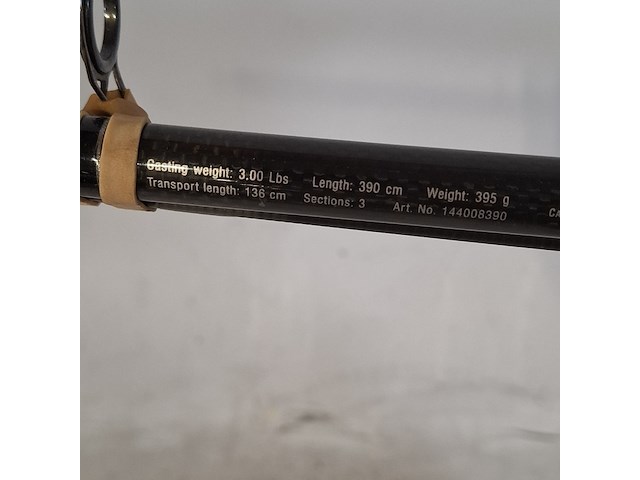 Casting weight: 3.00 Lbs Length: 390 cm Weight: 395 g
Transport length: 136 cm Sections: 3 Art. No. 144008390